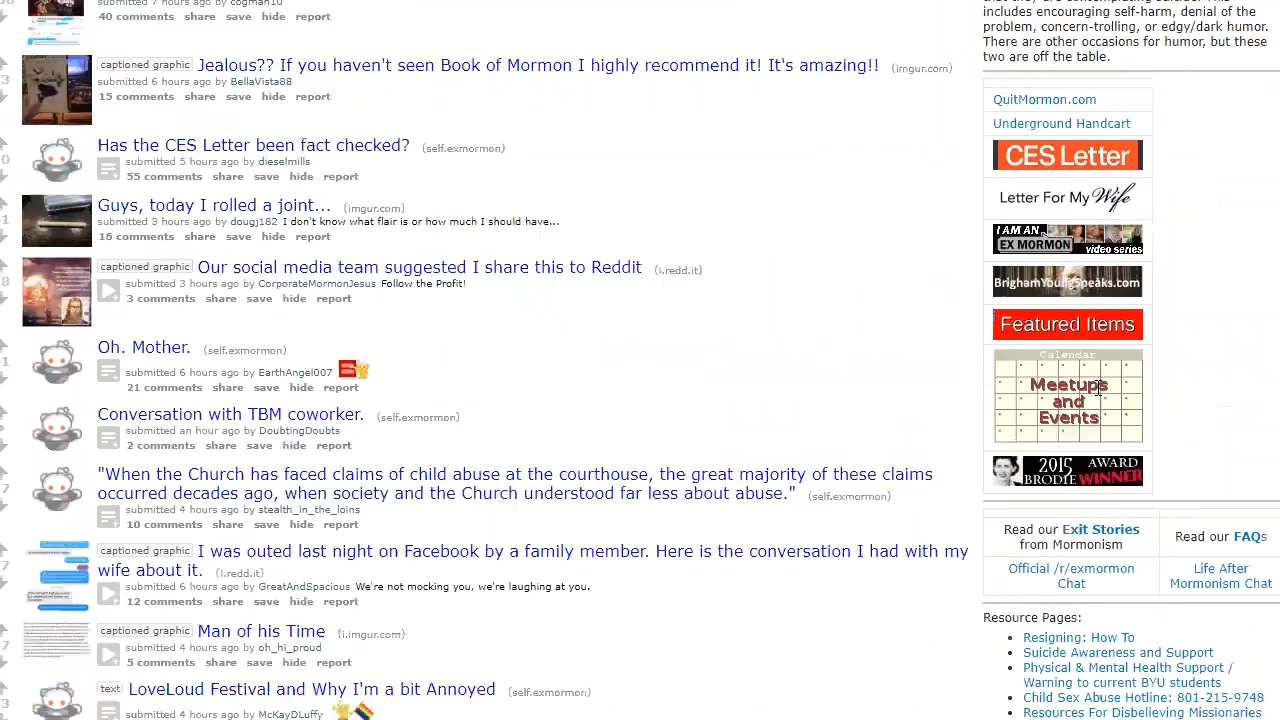 submitted 7 hours ago by cogman10
40 comments share save hide report
captioned graphic Jealous?? If you haven't seen Book of Mormon I highly recommend it! It's amazing!! (imgur.com)
submitted 6 hours ago by BellaVista88
15 comments share save hide report
Has the CES Letter been fact checked? (self.exmormon)
submitted 5 hours ago by dieselmills
55 comments share save hide report
Guys, today I rolled a joint... (imgur.com)
submitted 3 hours ago by dougj182 I don't know what flair is or how much I should have...
16 comments share save hide report
captioned graphic Our social media team suggested I share this to Reddit (i.redd.it)
submitted 3 hours ago by CorporateMormonJesus Follow the Profit!
3 comments share save hide report
Oh. Mother. (self.exmormon)
submitted 6 hours ago by EarthAngel007
21 comments share save hide report
Conversation with TBM coworker. (self.exmormon)
submitted an hour ago by DoubtingDoubts
2 comments share save hide report
"When the Church has faced claims of child abuse at the courthouse, the great majority of these claims
occurred decades ago, when society and the Church understood far less about abuse." (self.exmormon)
submitted 4 hours ago by stealth_in_the_loins
10 comments share save hide report
captioned graphic I was outed last night on Facebook by a family member. Here is the conversation I had with my
wife about it. (i.redd.it)
submitted 6 hours ago by GreatAndSpacious We're not mocking you, we're laughing at you.
12 comments share save hide report
captioned graphic Man of his Time (imgur.com)
submitted 4 hours ago by oh_hi_proud
5 comments share save hide report
text LoveLoud Festival and Why I'm a bit Annoyed (self.exmormon)
submitted 4 hours ago by McKayDLuffy
includes encouraging self-harm, denial of the
problem, concern-trolling, or edgy/dark humor.
There are other occasions for humor, but these
two are off the table.
QuitMormon.com
Underground Handcart
CES Letter
Letter For My Wife
I AM AN
EX MORMON
video series
BrighamYoungSpeaks.com
Featured Items
Calendar
Meetups
and
Events
2015 AWARD
BRODIE WINNER
Read our Exit Stories
from Mormonism
Read our FAQs
Official /r/exmormon
Chat
Life After
Mormonism Chat
Resource Pages:
Resigning: How To
Suicide Awareness and Support
Physical & Mental Health Support /
Warning to current BYU students
Child Sex Abuse Hotline: 801-215-9748
Resources For Disbelieving Missionaries